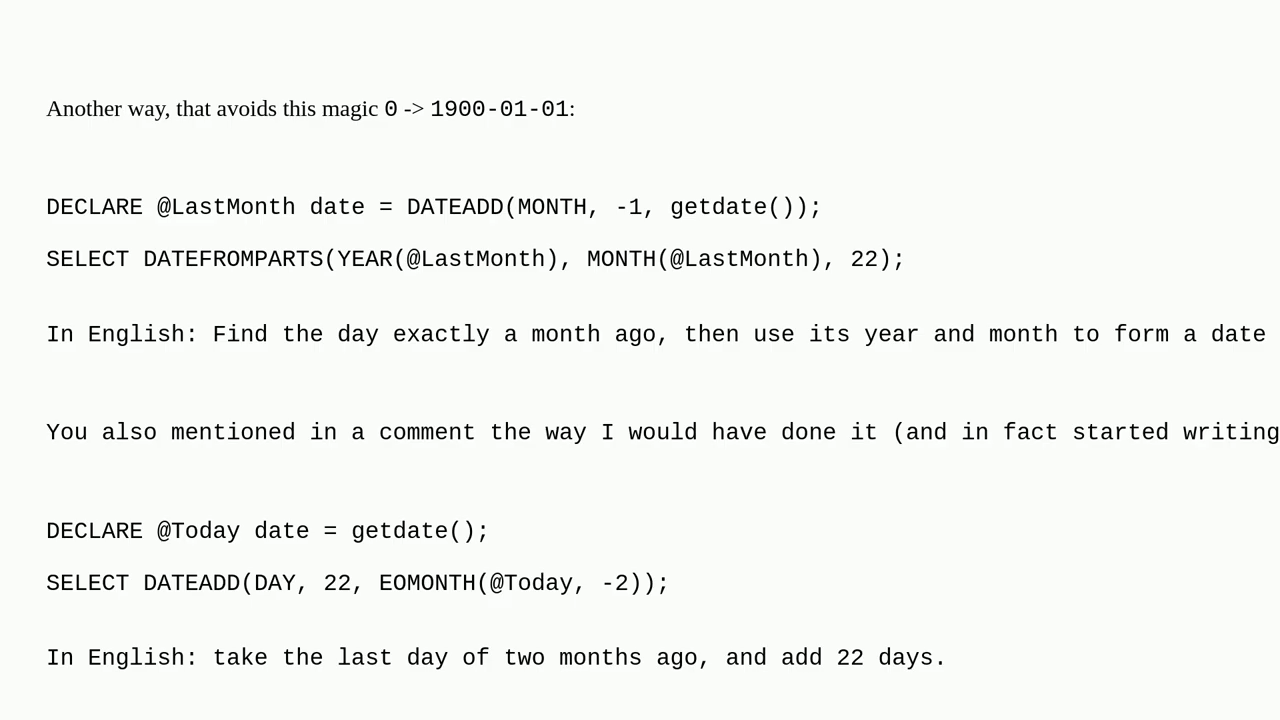 Another way, that avoids this magic 0 -> 1900-01-01:
DECLARE @LastMonth date = DATEADD(MONTH, -1, getdate());
SELECT DATEFROMPARTS(YEAR(@LastMonth), MONTH(@LastMonth), 22);
In English: Find the day exactly a month ago, then use its year and month to form a date
You also mentioned in a comment the way I would have done it (and in fact started writing
DECLARE @Today date = getdate();
SELECT DATEADD(DAY, 22, EOMONTH(@Today, -2));
In English: take the last day of two months ago, and add 22 days.